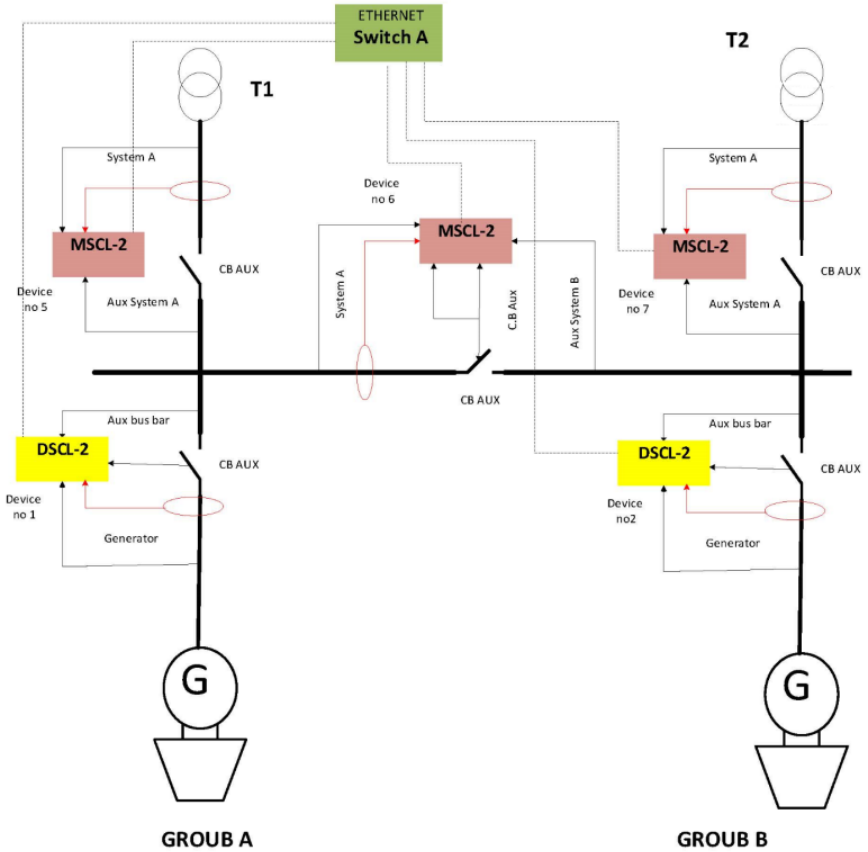 ETHERNET
Switch A
T1
T2
System A
System A
Device
no 6
MSCL-2
MSCL-2
MSCL-2
CB AUX
CB AUX
Device
no 5
Aux System A
System A
C.B Aux
Aux System B
Device
no 7
Aux System A
CB AUX
Aux bus bar
Aux bus bar
DSCL-2
DSCL-2
CB AUX
CB AUX
Device
no 1
Device
no2
Generator
Generator
G
G
GROUB A
GROUB B